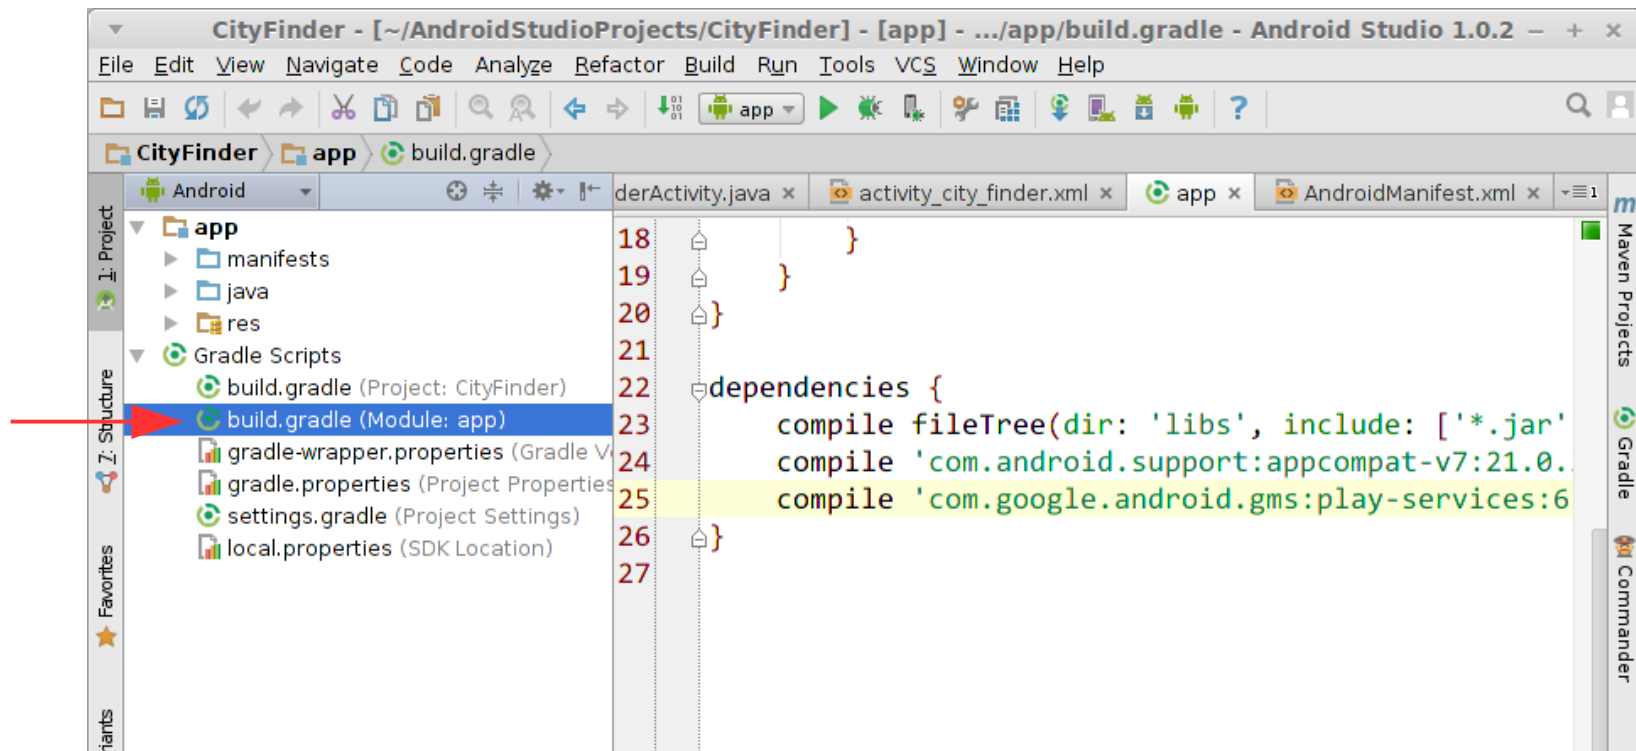 CityFinder - [~/AndroidStudioProjects/CityFinder] - [app] - .../app/build.gradle - Android Studio 1.0.2
File Edit View Navigate Code Analyze Refactor Build Run Tools VCS Window Help
app
CityFinder app build.gradle
Android
derActivity.java activity_city_finder.xml app AndroidManifest.xml 1
1: Project
7: Structure
Favorites
iants
app
manifests
java
res
Gradle Scripts
build.gradle (Project: CityFinder)
build.gradle (Module: app)
gradle-wrapper.properties (Gradle V
gradle.properties (Project Properties
settings.gradle (Project Settings)
local.properties (SDK Location)
18 }
19 }
20 }
21
22 dependencies {
23 compile fileTree(dir: 'libs', include: ['*.jar'
24 compile 'com.android.support:appcompat-v7:21.0.
25 compile 'com.google.android.gms:play-services:6
26 }
27
m Maven Projects
Gradle
Commander